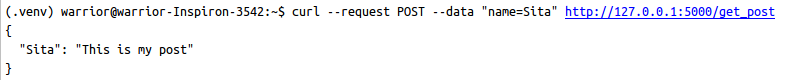 (.venv) warrior@warrior-Inspiron-3542:~$ curl --request POST --data "name=Sita" http://127.0.0.1:5000/get_post
{
  "Sita": "This is my post"
}